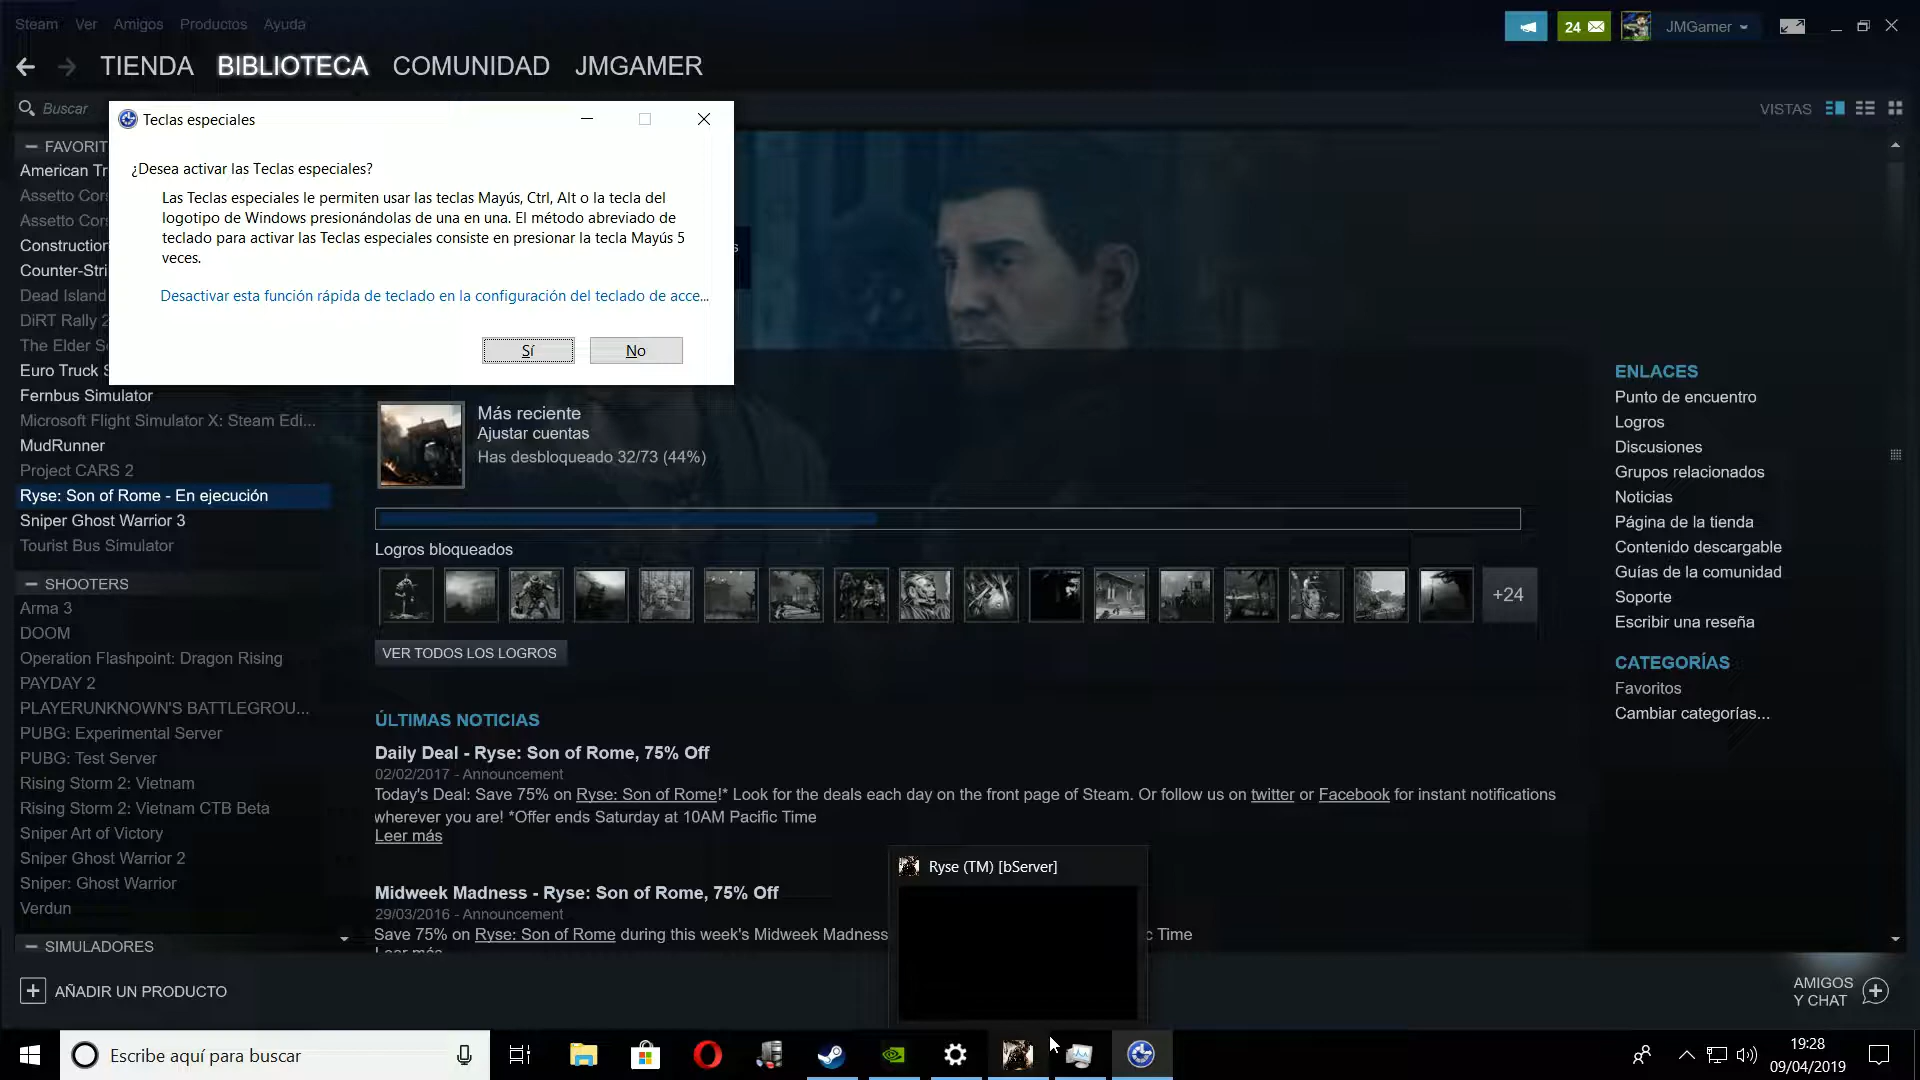 Steam Ver Amigos Productos Ayuda
24 JMGamer
TIENDA BIBLIOTECA COMUNIDAD JMGAMER
Buscar
VISTAS
Teclas especiales
¿Desea activar las Teclas especiales?
Las Teclas especiales le permiten usar las teclas Mayús, Ctrl, Alt o la tecla del
logotipo de Windows presionándolas de una en una. El método abreviado de
teclado para activar las Teclas especiales consiste en presionar la tecla Mayús 5
veces.
Desactivar esta función rápida de teclado en la configuración del teclado de acce...
Sí No
FAVORIT
American Tr
Assetto Cor
Assetto Cor
Construction
Counter-Stri
Dead Island
DiRT Rally 2
The Elder S
Euro Truck S
Fernbus Simulator
Microsoft Flight Simulator X: Steam Edi...
MudRunner
Project CARS 2
Ryse: Son of Rome - En ejecución
Sniper Ghost Warrior 3
Tourist Bus Simulator
SHOOTERS
Arma 3
DOOM
Operation Flashpoint: Dragon Rising
PAYDAY 2
PLAYERUNKNOWN'S BATTLEGROU...
PUBG: Experimental Server
PUBG: Test Server
Rising Storm 2: Vietnam
Rising Storm 2: Vietnam CTB Beta
Sniper Art of Victory
Sniper Ghost Warrior 2
Sniper: Ghost Warrior
Verdun
SIMULADORES
AÑADIR UN PRODUCTO
Más reciente
Ajustar cuentas
Has desbloqueado 32/73 (44%)
Logros bloqueados
+24
VER TODOS LOS LOGROS
ÚLTIMAS NOTICIAS
Daily Deal - Ryse: Son of Rome, 75% Off
02/02/2017 - Announcement
Today's Deal: Save 75% on Ryse: Son of Rome!* Look for the deals each day on the front page of Steam. Or follow us on twitter or Facebook for instant notifications
wherever you are! *Offer ends Saturday at 10AM Pacific Time
Leer más
Midweek Madness - Ryse: Son of Rome, 75% Off
29/03/2016 - Announcement
Save 75% on Ryse: Son of Rome during this week's Midweek Madness c Time
Leer más
Ryse (TM) [bServer]
ENLACES
Punto de encuentro
Logros
Discusiones
Grupos relacionados
Noticias
Página de la tienda
Contenido descargable
Guías de la comunidad
Soporte
Escribir una reseña
CATEGORÍAS
Favoritos
Cambiar categorías...
AMIGOS
Y CHAT
Escribe aquí para buscar
19:28
09/04/2019